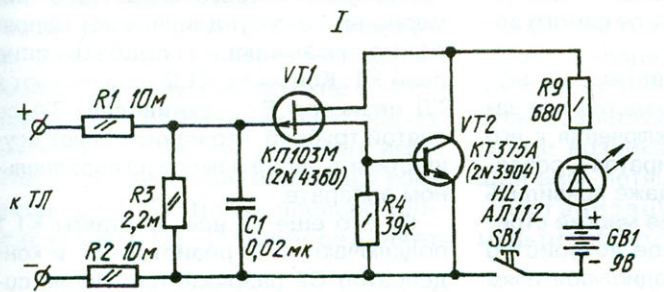 I
R1 10м
+
к ТЛ
–
R3
2,2м
R2 10м
C1
0,02мк
VT1
КП103М
(2N4360)
R4
39к
VT2
КТ375А
(2N3904)
R9
680
HL1
АЛ112
SB1
+
GB1
–
9В